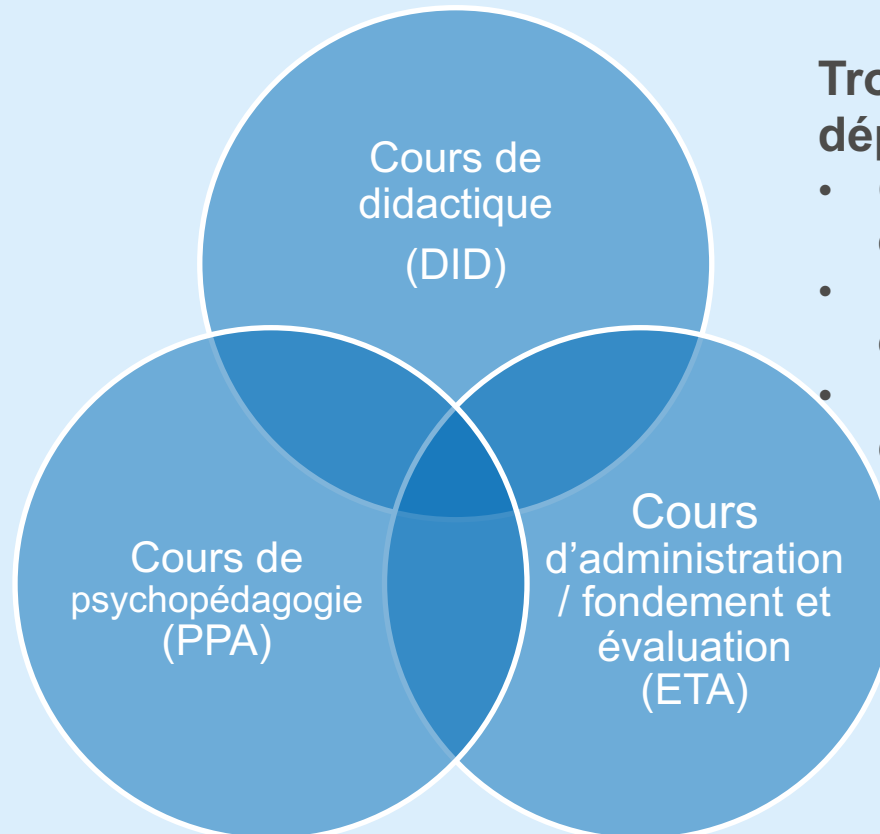 Cours de
didactique
(DID)
Cours de
psychopédagogie
(PPA)
Cours
d’administration
/ fondement et
évaluation
(ETA)